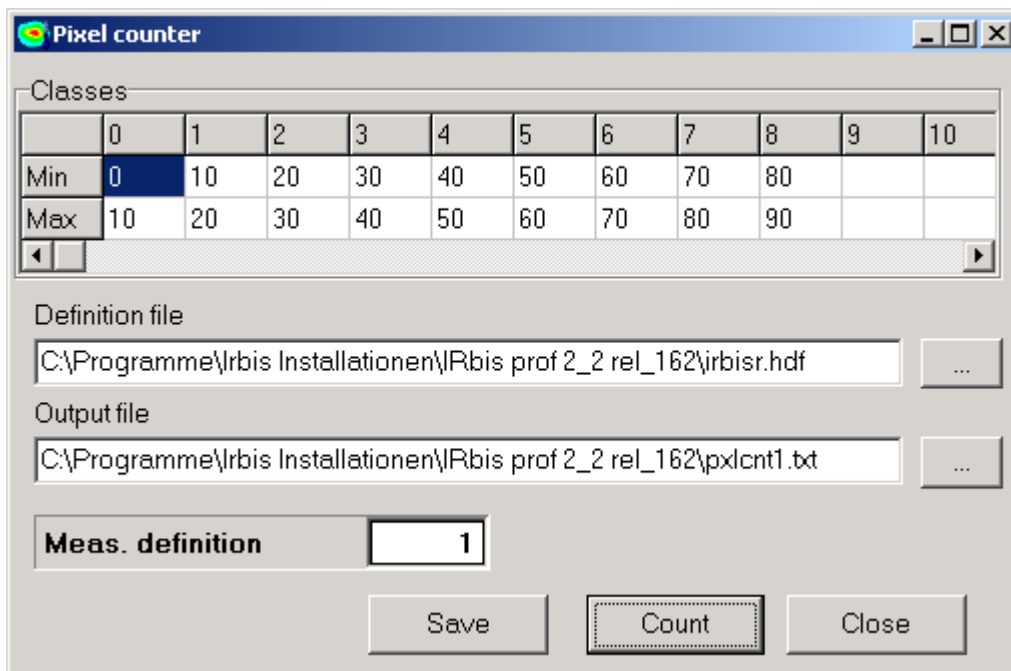 Pixel counter
Classes
0 1 2 3 4 5 6 7 8 9 10
Min 0 10 20 30 40 50 60 70 80
Max 10 20 30 40 50 60 70 80 90
Definition file
C:\Programme\Irbis Installationen\IRbis prof 2_2 rel_162\irbisr.hdf ...
Output file
C:\Programme\Irbis Installationen\IRbis prof 2_2 rel_162\pxlcnt1.txt ...
Meas. definition 1
Save Count Close